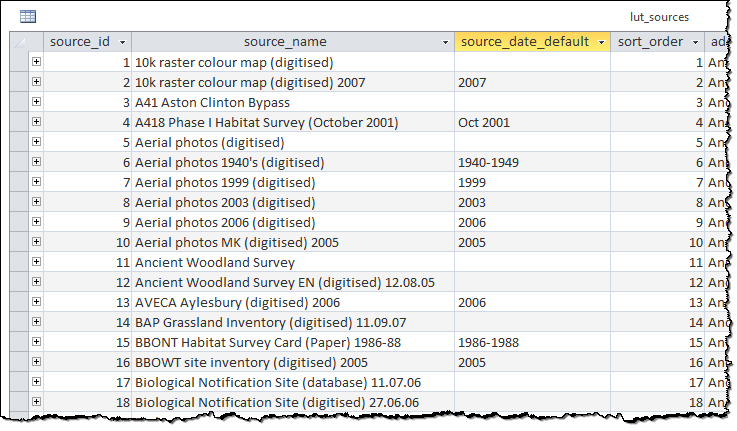 lut_sources
source_id source_name source_date_default sort_order ad
1 10k raster colour map (digitised) 1 An
2 10k raster colour map (digitised) 2007 2007 2 An
3 A41 Aston Clinton Bypass 3 An
4 A418 Phase I Habitat Survey (October 2001) Oct 2001 4 An
5 Aerial photos (digitised) 5 An
6 Aerial photos 1940's (digitised) 1940-1949 6 An
7 Aerial photos 1999 (digitised) 1999 7 An
8 Aerial photos 2003 (digitised) 2003 8 An
9 Aerial photos 2006 (digitised) 2006 9 An
10 Aerial photos MK (digitised) 2005 2005 10 An
11 Ancient Woodland Survey 11 An
12 Ancient Woodland Survey EN (digitised) 12.08.05 12 An
13 AVECA Aylesbury (digitised) 2006 2006 13 An
14 BAP Grassland Inventory (digitised) 11.09.07 14 An
15 BBONT Habitat Survey Card (Paper) 1986-88 1986-1988 15 An
16 BBOWT site inventory (digitised) 2005 2005 16 An
17 Biological Notification Site (database) 11.07.06 17 An
18 Biological Notification Site (digitised) 27.06.06 18 An